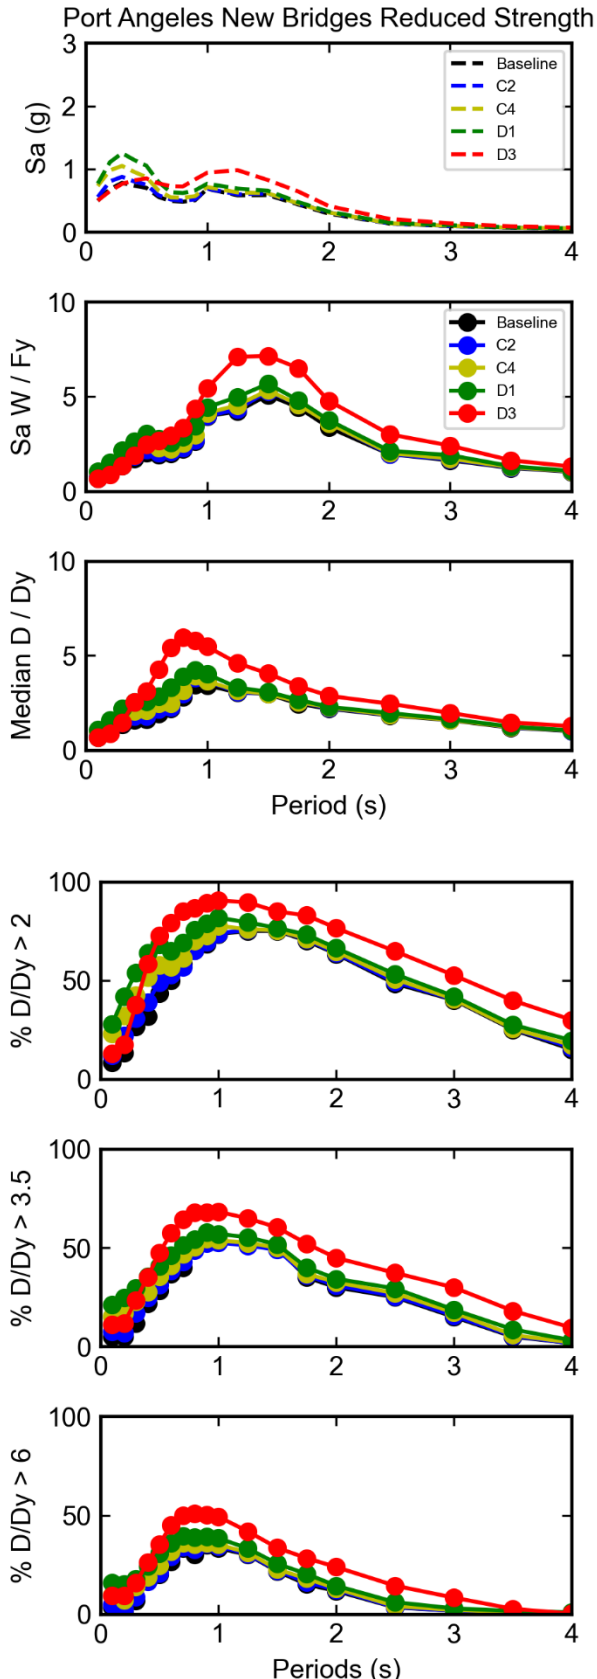 Port Angeles New Bridges Reduced Strength
Sa (g)
3
2
1
0
0 1 2 3 4
Baseline
C2
C4
D1
D3
Sa W / Fy
10
5
0
0 1 2 3 4
Baseline
C2
C4
D1
D3
Median D / Dy
10
5
0
0 1 2 3 4
Period (s)
% D/Dy > 2
100
50
0
0 1 2 3 4
% D/Dy > 3.5
100
50
0
0 1 2 3 4
% D/Dy > 6
100
50
0
0 1 2 3 4
Periods (s)